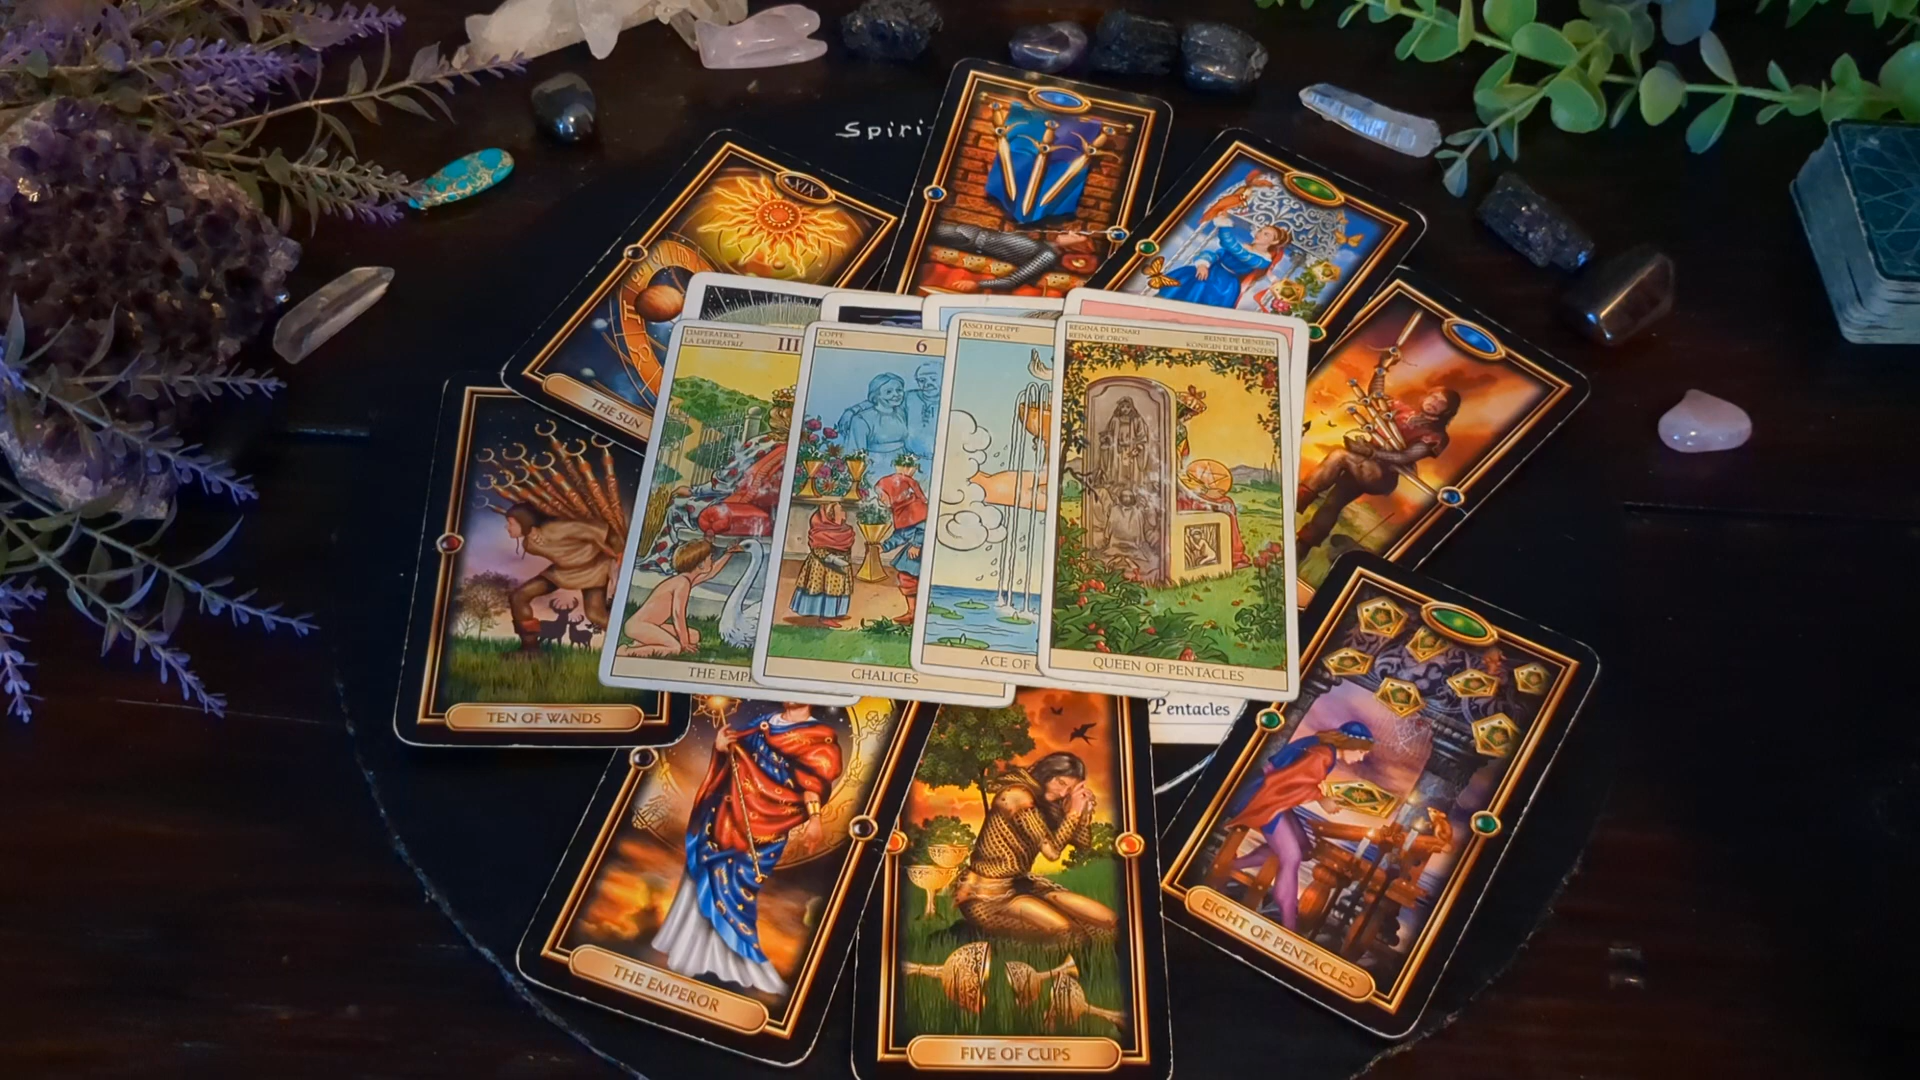 Spiri
XIX
THE SUN
L'IMPERATRICE
LA EMPERATRIZ
III
COPPE
COPAS
6
ASSO DI COPPE
AS DE COPAS
REGINA DI DENARI
REINA DE OROS
REINE DE DENIERS
KÖNIGIN DER MÜNZEN
TEN OF WANDS
THE EMP
CHALICES
ACE OF
QUEEN OF PENTACLES
Pentacles
THE EMPEROR
FIVE OF CUPS
EIGHT OF PENTACLES